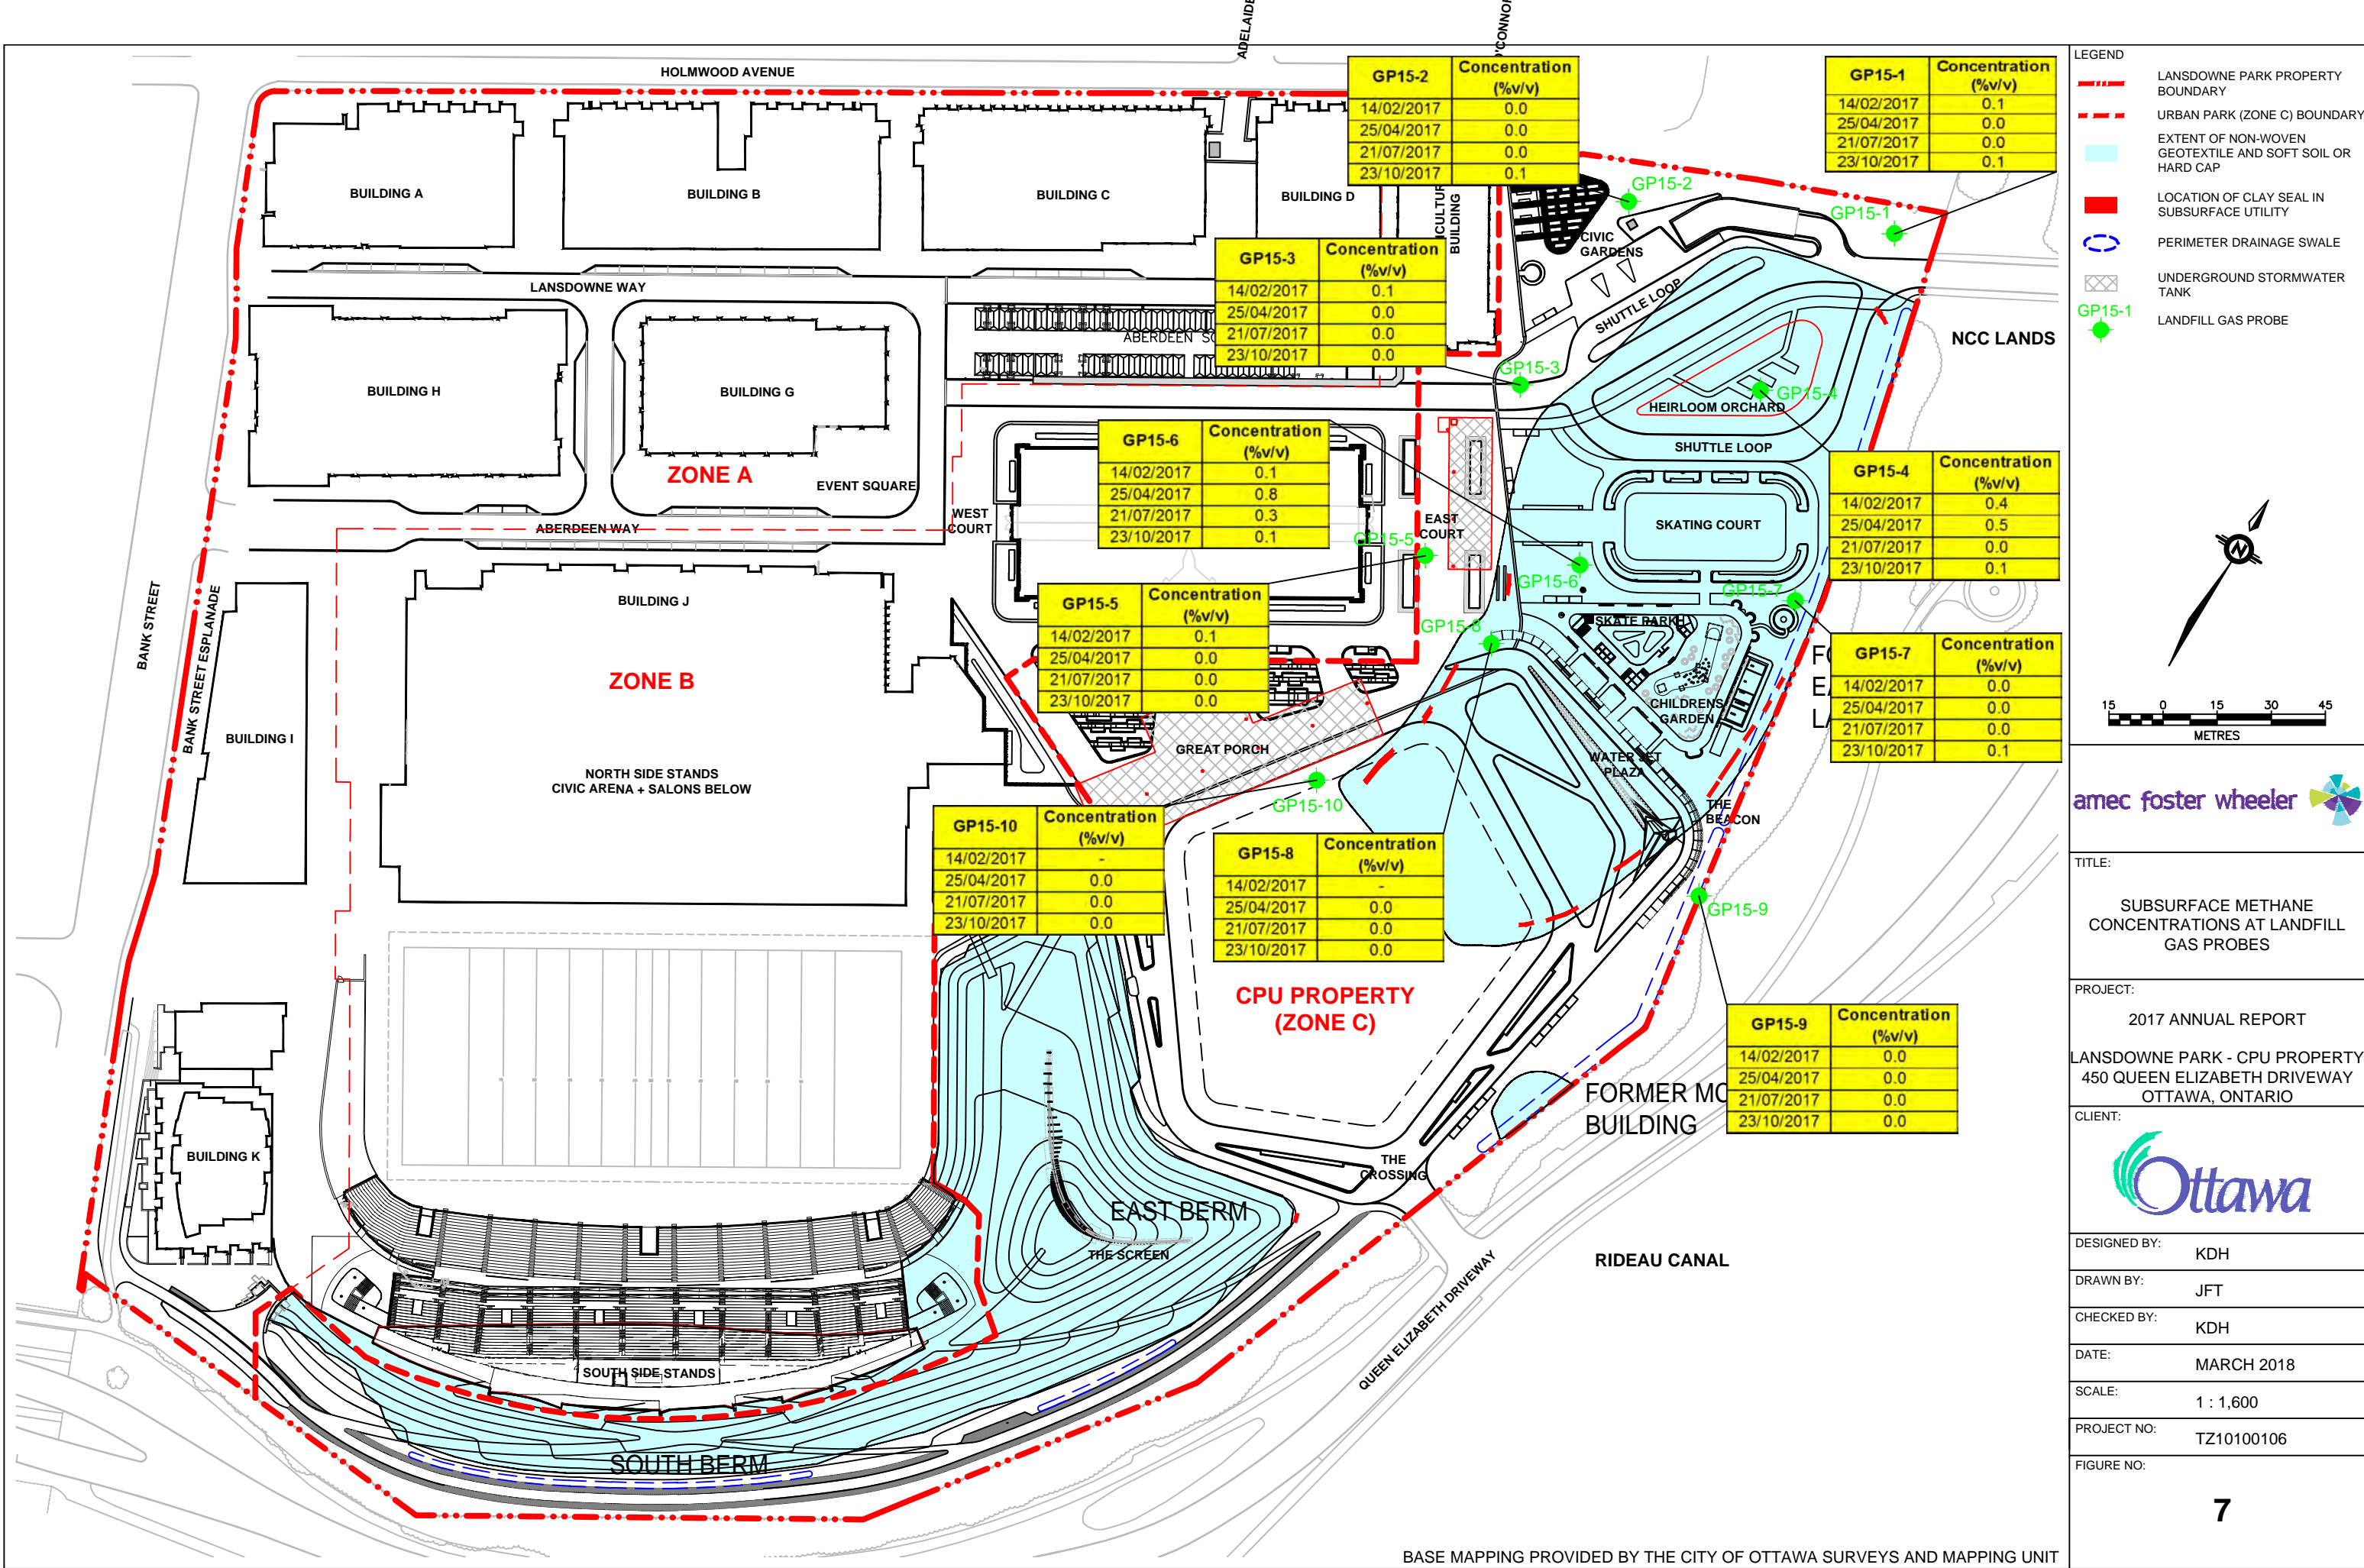 ADELAIDE
O'CONNOR
HOLMWOOD AVENUE
BUILDING A
BUILDING B
BUILDING C
BUILDING D
BUILDING
LANSDOWNE WAY
GP15-2 Concentration (%v/v)
14/02/2017 0.0
25/04/2017 0.0
21/07/2017 0.0
23/10/2017 0.1
GP15-1 Concentration (%v/v)
14/02/2017 0.1
25/04/2017 0.0
21/07/2017 0.0
23/10/2017 0.1
GP15-2
GP15-1
CIVIC
GARDENS
SHUTTLE LOOP
NCC LANDS
GP15-3 Concentration (%v/v)
14/02/2017 0.1
25/04/2017 0.0
21/07/2017 0.0
23/10/2017 0.0
ABERDEEN
GP15-3
GP15-4
HEIRLOOM ORCHARD
SHUTTLE LOOP
BUILDING H
BUILDING G
ZONE A
EVENT SQUARE
ABERDEEN WAY
WEST
COURT
EAST
COURT
GP15-6 Concentration (%v/v)
14/02/2017 0.1
25/04/2017 0.8
21/07/2017 0.3
23/10/2017 0.1
GP15-4 Concentration (%v/v)
14/02/2017 0.4
25/04/2017 0.5
21/07/2017 0.0
23/10/2017 0.1
SKATING COURT
GP15-5
GP15-6
GP15-7
GP15-8
SKATE PARK
CHILDRENS
GARDEN
WATER JET
PLAZA
THE
BEACON
GP15-5 Concentration (%v/v)
14/02/2017 0.1
25/04/2017 0.0
21/07/2017 0.0
23/10/2017 0.0
GP15-7 Concentration (%v/v)
14/02/2017 0.0
25/04/2017 0.0
21/07/2017 0.0
23/10/2017 0.1
BANK STREET
BANK STREET ESPLANADE
BUILDING J
ZONE B
BUILDING I
NORTH SIDE STANDS
CIVIC ARENA + SALONS BELOW
GREAT PORCH
GP15-10
GP15-10 Concentration (%v/v)
14/02/2017 -
25/04/2017 0.0
21/07/2017 0.0
23/10/2017 0.0
GP15-8 Concentration (%v/v)
14/02/2017 -
25/04/2017 0.0
21/07/2017 0.0
23/10/2017 0.0
GP15-9
CPU PROPERTY
(ZONE C)
GP15-9 Concentration (%v/v)
14/02/2017 0.0
25/04/2017 0.0
21/07/2017 0.0
23/10/2017 0.0
FORMER
BUILDING
THE
CROSSING
BUILDING K
EAST BERM
THE SCREEN
SOUTH SIDE STANDS
SOUTH BERM
QUEEN ELIZABETH DRIVEWAY
RIDEAU CANAL
BASE MAPPING PROVIDED BY THE CITY OF OTTAWA SURVEYS AND MAPPING UNIT
LEGEND
LANSDOWNE PARK PROPERTY
BOUNDARY
URBAN PARK (ZONE C) BOUNDARY
EXTENT OF NON-WOVEN
GEOTEXTILE AND SOFT SOIL OR
HARD CAP
LOCATION OF CLAY SEAL IN
SUBSURFACE UTILITY
PERIMETER DRAINAGE SWALE
UNDERGROUND STORMWATER
TANK
GP15-1
LANDFILL GAS PROBE
N
15 0 15 30 45
METRES
amec foster wheeler
TITLE:
SUBSURFACE METHANE
CONCENTRATIONS AT LANDFILL
GAS PROBES
PROJECT:
2017 ANNUAL REPORT
LANSDOWNE PARK - CPU PROPERTY
450 QUEEN ELIZABETH DRIVEWAY
OTTAWA, ONTARIO
CLIENT:
Ottawa
DESIGNED BY: KDH
DRAWN BY: JFT
CHECKED BY: KDH
DATE: MARCH 2018
SCALE: 1 : 1,600
PROJECT NO: TZ10100106
FIGURE NO:
7